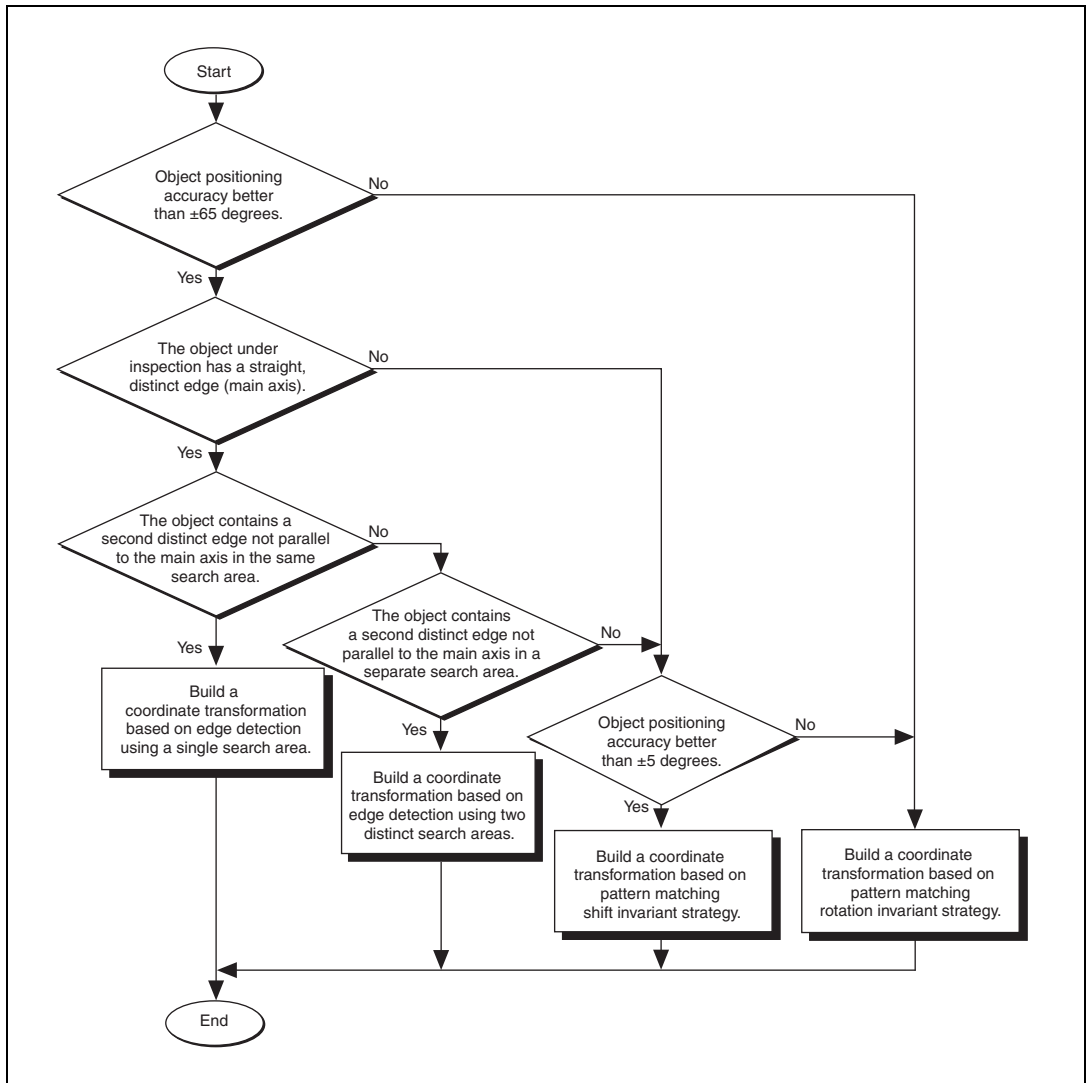 Start
Object positioning
accuracy better
than ±65 degrees.
No
Yes
The object under
inspection has a straight,
distinct edge (main axis).
No
Yes
The object contains a
second distinct edge not parallel
to the main axis in the same
search area.
No
Yes
The object contains
a second distinct edge not
parallel to the main axis in a
separate search area.
No
Yes
Build a
coordinate transformation
based on edge detection
using a single search area.
Object positioning
accuracy better
than ±5 degrees.
No
Yes
Build a coordinate
transformation based on
edge detection using two
distinct search areas.
Build a coordinate
transformation based on
pattern matching
shift invariant strategy.
Build a coordinate
transformation based on
pattern matching
rotation invariant strategy.
End